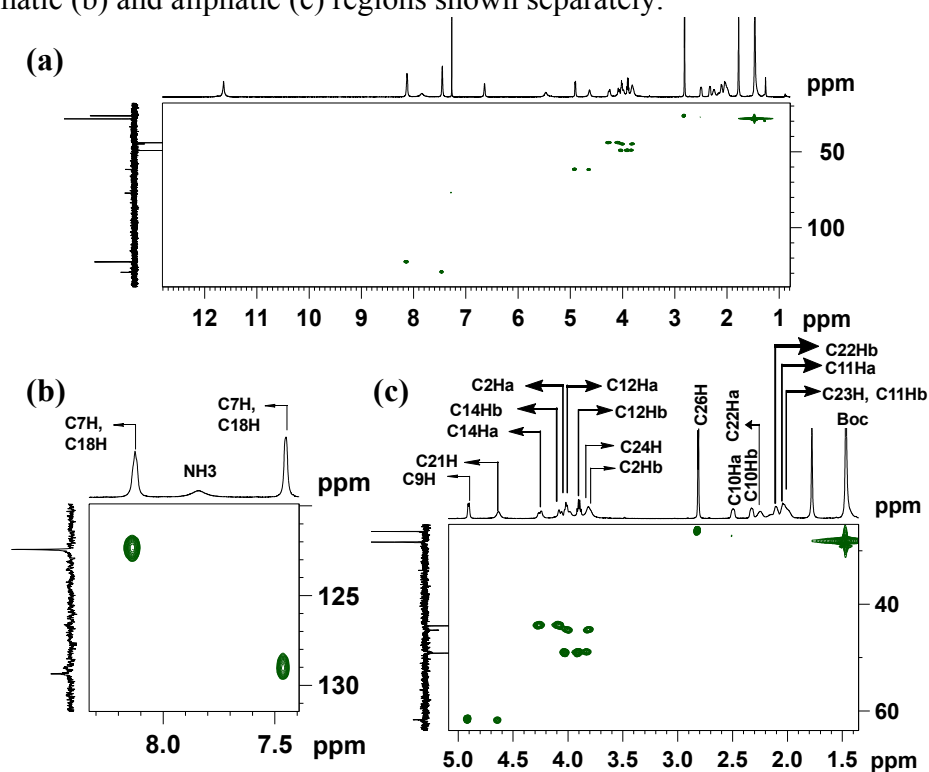 matic (b) and aliphatic (c) regions shown separately.
(a)
ppm
50
100
12 11 10 9 8 7 6 5 4 3 2 1 ppm
(b)
C7H,
C18H
NH3
C7H,
C18H
ppm
125
130
8.0 7.5 ppm
(c)
C2Ha
C14Hb
C14Ha
C21H
C9H
C12Ha
C12Hb
C24H
C2Hb
C26H
C22Ha
C10Ha
C10Hb
C22Hb
C11Ha
C23H, C11Hb
Boc
ppm
40
60
5.0 4.5 4.0 3.5 3.0 2.5 2.0 1.5 ppm